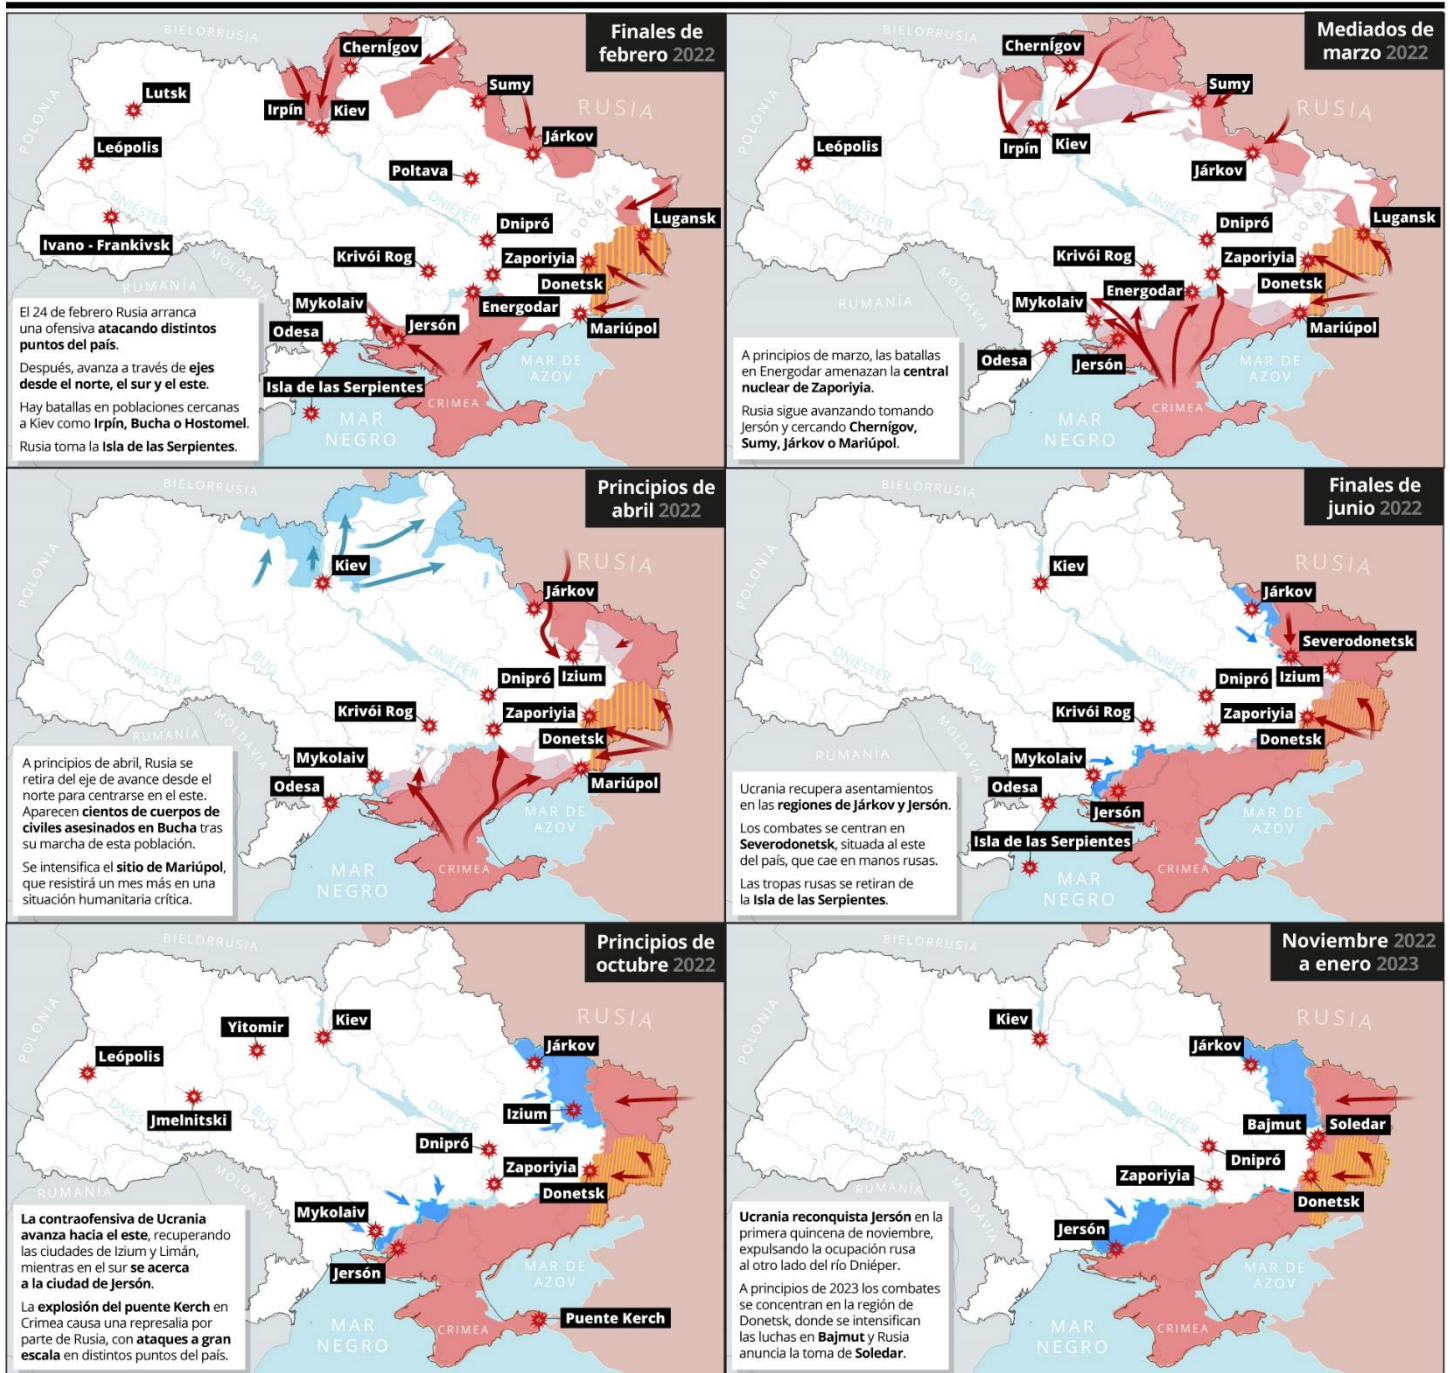 Finales de
febrero 2022
BIELORRUSIA
POLONIA
RUSIA
Chernígov
Lutsk
Sumy
Irpín
Kiev
Járkov
Leópolis
Poltava
DNIÉSTER
BUG
DNIÉPER
DONBÁS
Ivano - Frankivsk
Dnipró
Lugansk
Krivói Rog
Zaporiyia
Donetsk
MOLDAVIA
RUMANÍA
Mykolaiv
Energodar
Jersón
Mariúpol
Odesa
Isla de las Serpientes
MAR DE
AZOV
CRIMEA
MAR
NEGRO
El 24 de febrero Rusia arranca
una ofensiva atacando distintos
puntos del país.
Después, avanza a través de ejes
desde el norte, el sur y el este.
Hay batallas en poblaciones cercanas
a Kiev como Irpín, Bucha o Hostomel.
Rusia toma la Isla de las Serpientes.
Mediados de
marzo 2022
BIELORRUSIA
POLONIA
RUSIA
Chernígov
Sumy
Irpín
Kiev
Leópolis
Járkov
DNIÉSTER
BUG
DNIÉPER
DONBÁS
Dnipró
Lugansk
Krivói Rog
Zaporiyia
Donetsk
MOLDAVIA
RUMANÍA
Mykolaiv
Energodar
Mariúpol
Odesa
Jersón
MAR DE
AZOV
CRIMEA
MAR
NEGRO
A principios de marzo, las batallas
en Energodar amenazan la central
nuclear de Zaporiyia.
Rusia sigue avanzando tomando
Jersón y cercando Chernígov,
Sumy, Járkov o Mariúpol.
Principios de
abril 2022
BIELORRUSIA
POLONIA
RUSIA
Kiev
Járkov
DNIÉSTER
BUG
DNIÉPER
Dnipró
Izium
Krivói Rog
Zaporiyia
Donetsk
MOLDAVIA
RUMANÍA
Mykolaiv
Odesa
Mariúpol
MAR DE
AZOV
CRIMEA
MAR
NEGRO
A principios de abril, Rusia se
retira del eje de avance desde el
norte para centrarse en el este.
Aparecen cientos de cuerpos de
civiles asesinados en Bucha tras
su marcha de esta población.
Se intensifica el sitio de Mariúpol,
que resistirá un mes más en una
situación humanitaria crítica.
Finales de
junio 2022
BIELORRUSIA
POLONIA
RUSIA
Kiev
Járkov
Severodonetsk
DNIÉSTER
BUG
DNIÉPER
Dnipró
Izium
Krivói Rog
Zaporiyia
Donetsk
MOLDAVIA
RUMANÍA
Mykolaiv
Odesa
Jersón
Isla de las Serpientes
MAR DE
AZOV
CRIMEA
MAR
NEGRO
Ucrania recupera asentamientos
en las regiones de Járkov y Jersón.
Los combates se centran en
Severodonetsk, situada al este
del país, que cae en manos rusas.
Las tropas rusas se retiran de
la Isla de las Serpientes.
Principios de
octubre 2022
BIELORRUSIA
POLONIA
RUSIA
Yitomir
Kiev
Leópolis
Járkov
Jmelnitski
Izium
DNIÉSTER
BUG
DNIÉPER
Dnipró
Zaporiyia
Donetsk
MOLDAVIA
RUMANÍA
Mykolaiv
Jersón
Puente Kerch
MAR DE
AZOV
CRIMEA
MAR
NEGRO
La contraofensiva de Ucrania
avanza hacia el este, recuperando
las ciudades de Izium y Limán,
mientras en el sur se acerca
a la ciudad de Jersón.
La explosión del puente Kerch en
Crimea causa una represalia por
parte de Rusia, con ataques a gran
escala en distintos puntos del país.
Noviembre 2022
a enero 2023
BIELORRUSIA
POLONIA
RUSIA
Kiev
Járkov
Bajmut
Soledar
DNIÉSTER
BUG
DNIÉPER
Dnipró
Zaporiyia
Donetsk
MOLDAVIA
RUMANÍA
Jersón
MAR DE
AZOV
CRIMEA
MAR
NEGRO
Ucrania reconquista Jersón en la
primera quincena de noviembre,
expulsando la ocupación rusa
al otro lado del río Dniéper.
A principios de 2023 los combates
se concentran en la región de
Donetsk, donde se intensifican
las luchas en Bajmut y Rusia
anuncia la toma de Soledar.